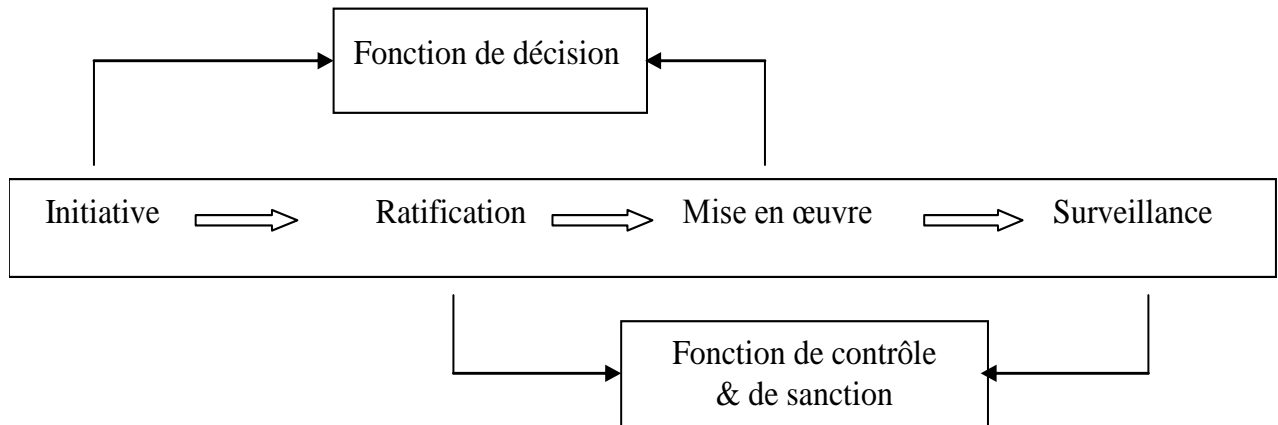 Fonction de décision
Initiative Ratification Mise en œuvre Surveillance
Fonction de contrôle
& de sanction